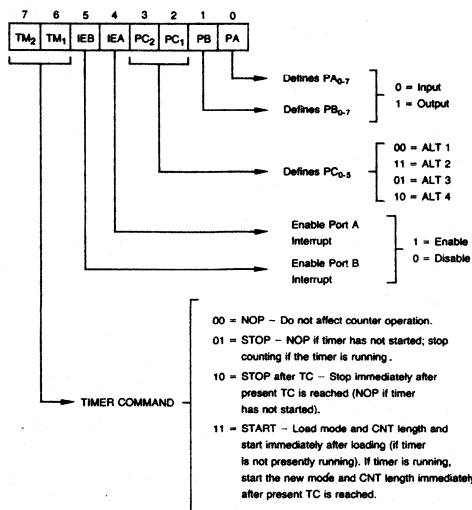 7 6 5 4 3 2 1 0
TM2 TM1 IEB IEA PC2 PC1 PB PA
Defines PA0-7
Defines PB0-7
0 = Input
1 = Output
Defines PC0-5
00 = ALT 1
11 = ALT 2
01 = ALT 3
10 = ALT 4
Enable Port A
Interrupt
Enable Port B
Interrupt
1 = Enable
0 = Disable
TIMER COMMAND
00 = NOP – Do not affect counter operation.
01 = STOP – NOP if timer has not started; stop
counting if the timer is running.
10 = STOP after TC – Stop immediately after
present TC is reached (NOP if timer
has not started).
11 = START – Load mode and CNT length and
start immediately after loading (if timer
is not presently running). If timer is running,
start the new mode and CNT length immediately
after present TC is reached.